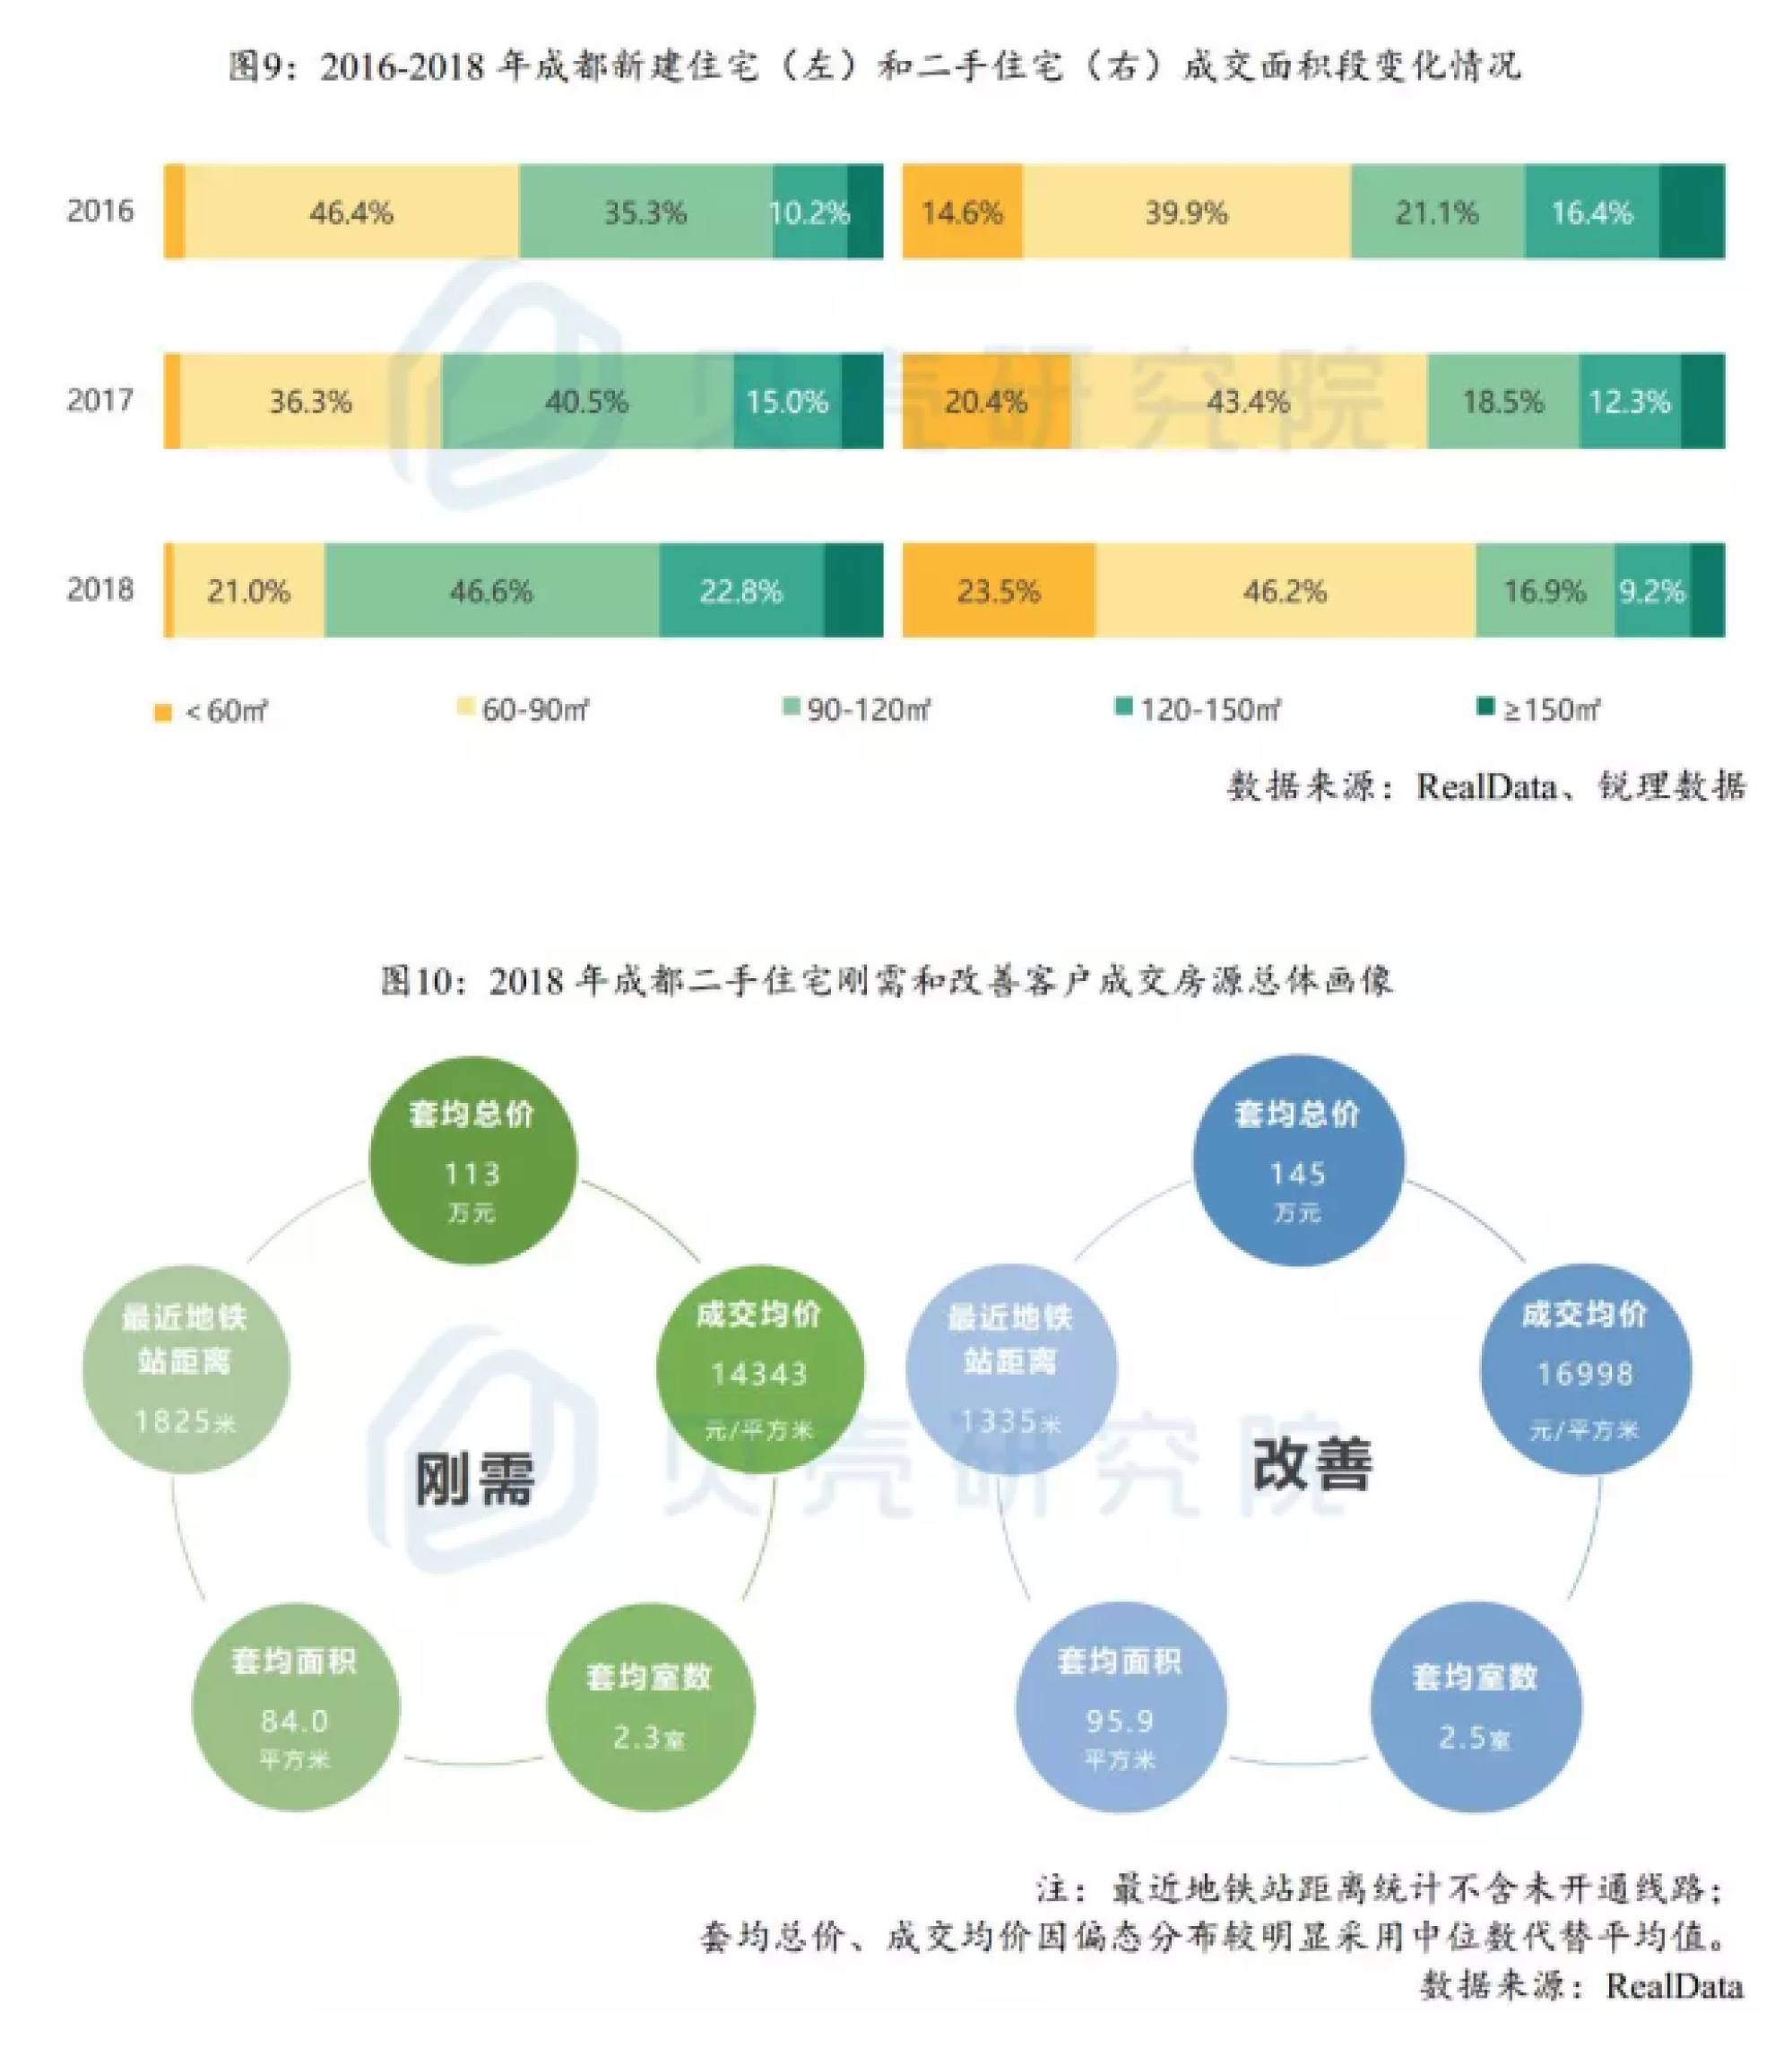 图9：2016-2018 年成都新建住宅（左）和二手住宅（右）成交面积段变化情况
2016 46.4% 35.3% 10.2% 14.6% 39.9% 21.1% 16.4%
2017 36.3% 40.5% 15.0% 20.4% 43.4% 18.5% 12.3%
2018 21.0% 46.6% 22.8% 23.5% 46.2% 16.9% 9.2%
贝壳研究院
<60㎡ 60-90㎡ 90-120㎡ 120-150㎡ ≥150㎡
数据来源：RealData、锐理数据
图10：2018 年成都二手住宅刚需和改善客户成交房源总体画像
套均总价
113
万元
最近地铁
站距离
1825米
成交均价
14343
元/平方米
刚需
套均面积
84.0
平方米
套均室数
2.3室
套均总价
145
万元
最近地铁
站距离
1335米
成交均价
16998
元/平方米
改善
套均面积
95.9
平方米
套均室数
2.5室
贝壳研究院
注：最近地铁站距离统计不含未开通线路；
套均总价、成交均价因偏态分布较明显采用中位数代替平均值。
数据来源：RealData